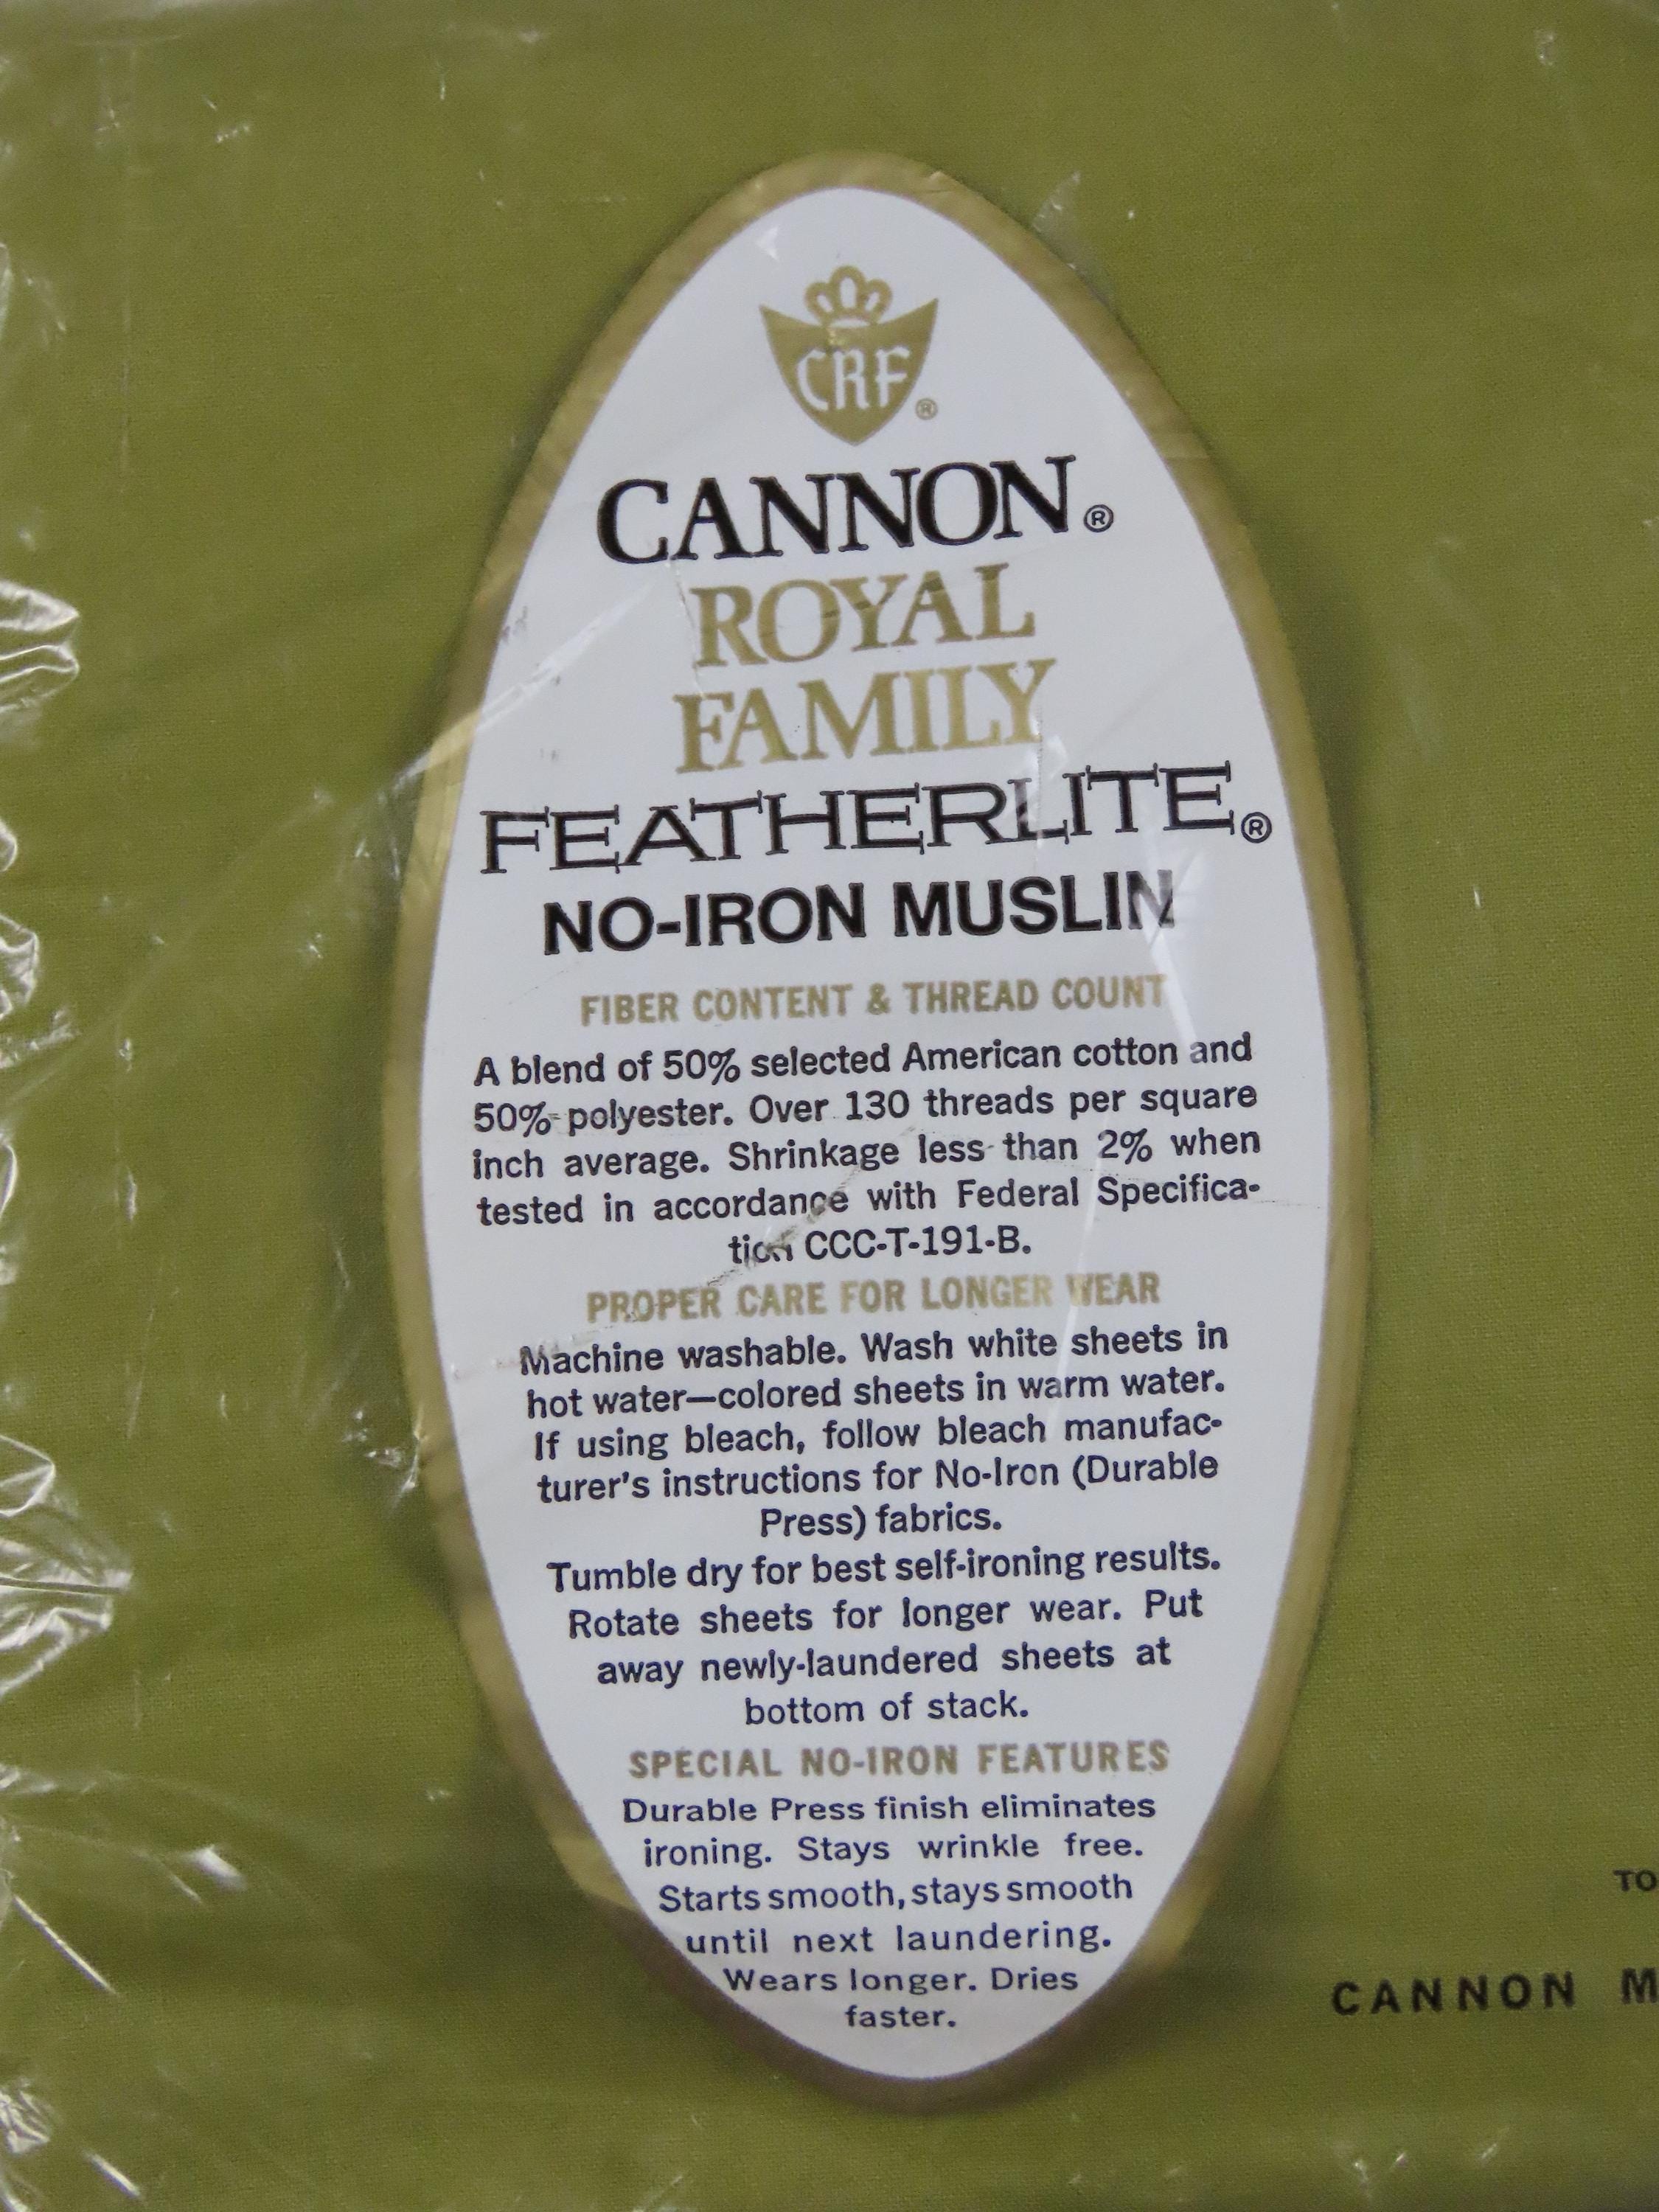 CRF®
CANNON®
ROYAL
FAMILY
FEATHERLITE®
NO-IRON MUSLIN
FIBER CONTENT & THREAD COUNT
A blend of 50% selected American cotton and
50% polyester. Over 130 threads per square
inch average. Shrinkage less than 2% when
tested in accordance with Federal Specifica-
tion CCC-T-191-B.
PROPER CARE FOR LONGER WEAR
Machine washable. Wash white sheets in
hot water—colored sheets in warm water.
If using bleach, follow bleach manufac-
turer's instructions for No-Iron (Durable
Press) fabrics.
Tumble dry for best self-ironing results.
Rotate sheets for longer wear. Put
away newly-laundered sheets at
bottom of stack.
SPECIAL NO-IRON FEATURES
Durable Press finish eliminates
ironing. Stays wrinkle free.
Starts smooth, stays smooth
until next laundering.
Wears longer. Dries
faster.
TO
CANNON M